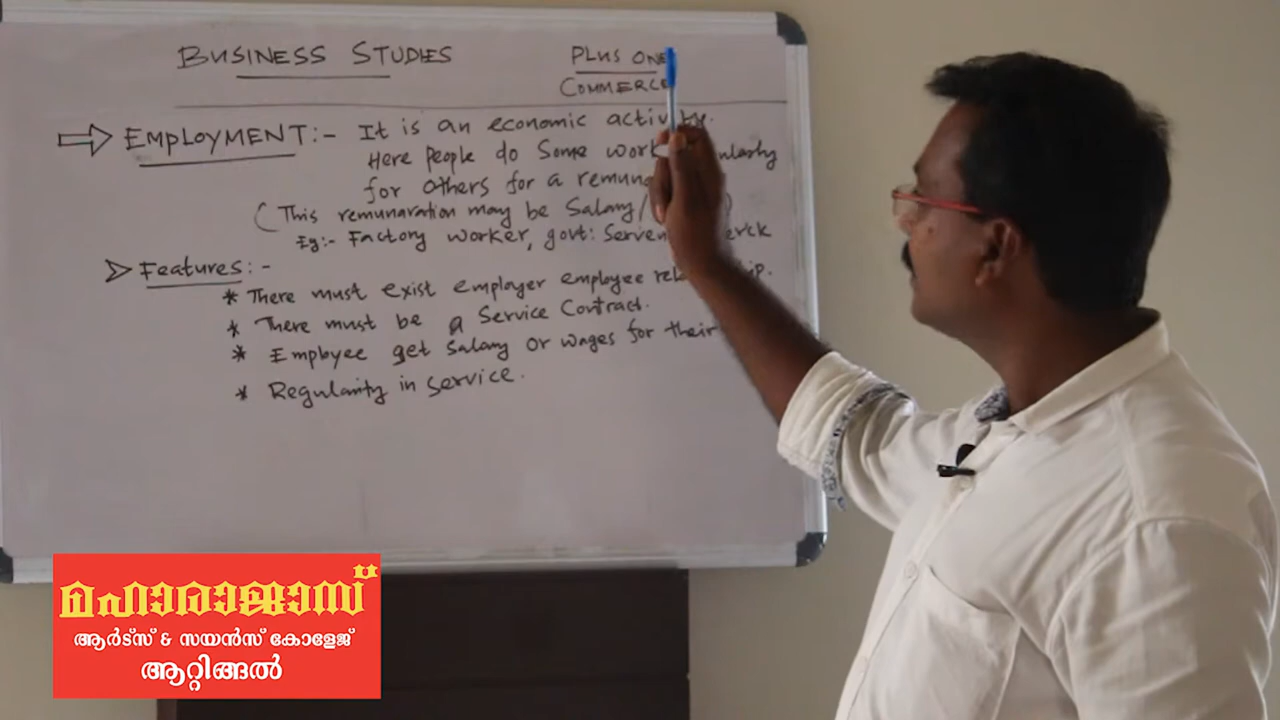 BUSINESS STUDIES
PLUS ONE
COMMERCE
EMPLOYMENT:- It is an economic activity.
Here People do Some work
for others for a
(This remunaration may be Salary/
Eg:- Factory worker, govt:
Features:-
* There must exist employer employee
* There must be a Service Contract.
* Employee get Salary or wages for their
* Regularity in service.
മഹാരാജാസ്
ആർട്സ് & സയൻസ് കോളേജ്
ആറ്റിങ്ങൽ